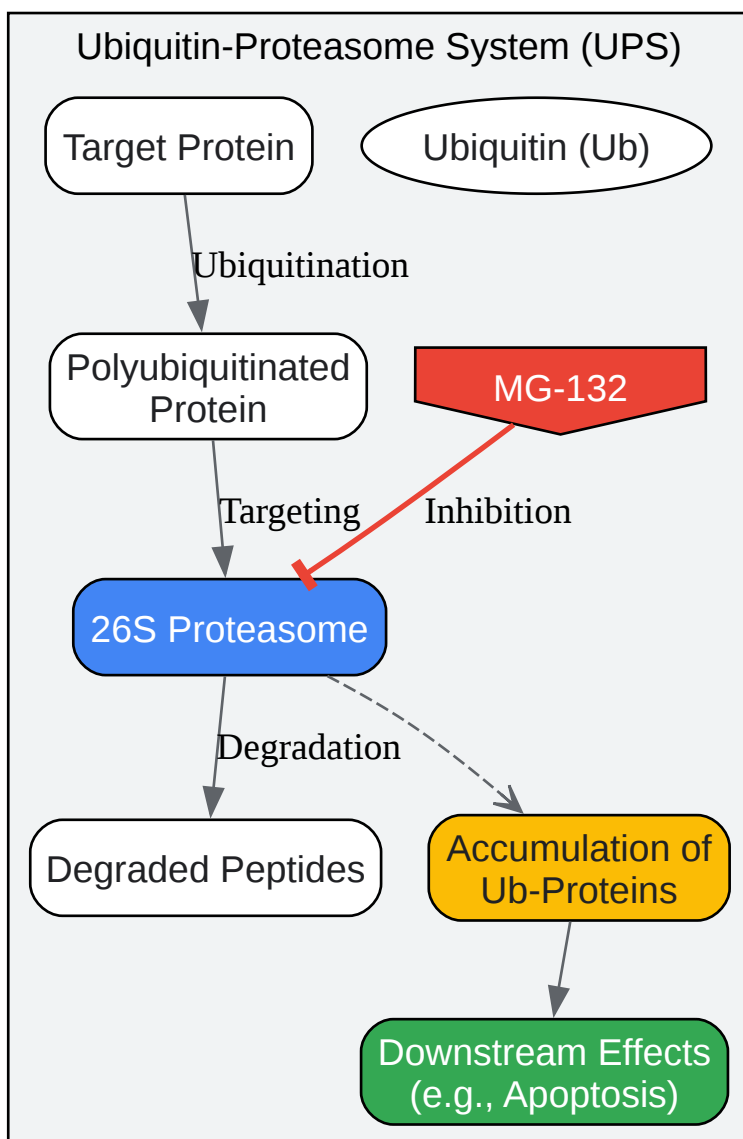 Ubiquitin-Proteasome System (UPS)
Target Protein
Ubiquitin (Ub)
Ubiquitination
Polyubiquitinated
Protein
MG-132
Targeting
Inhibition
26S Proteasome
Degradation
Degraded Peptides
Accumulation of
Ub-Proteins
Downstream Effects
(e.g., Apoptosis)